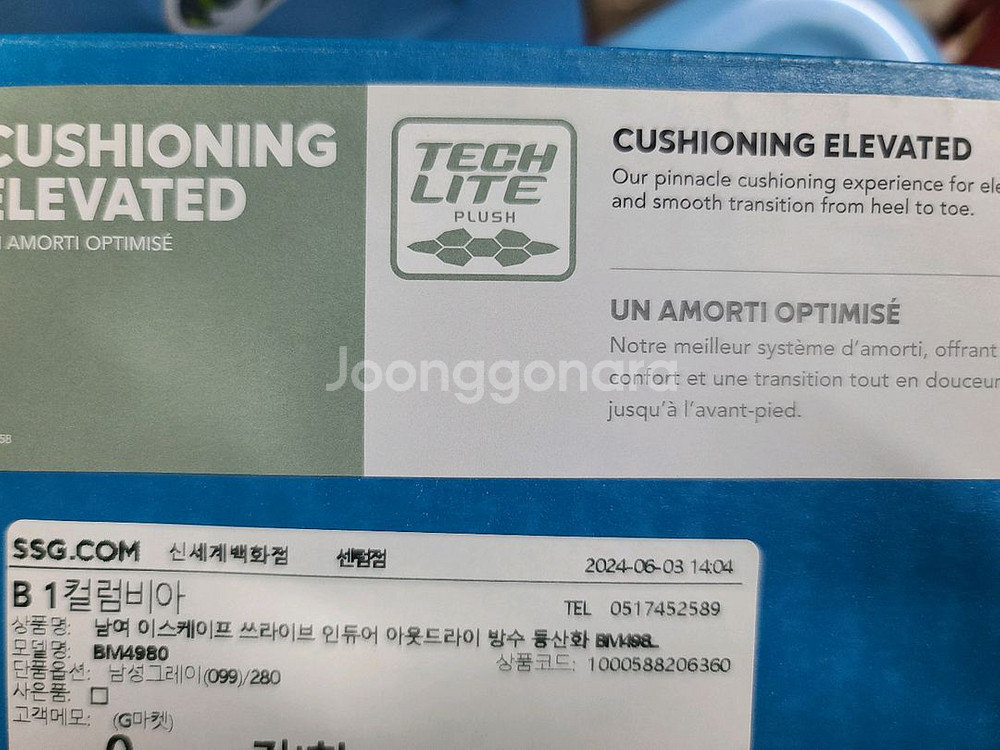 CUSHIONING
ELEVATED
AMORTI OPTIMISÉ
TECH
LITE
PLUSH
CUSHIONING ELEVATED
Our pinnacle cushioning experience for ele
and smooth transition from heel to toe.
UN AMORTI OPTIMISÉ
Notre meilleur système d'amorti, offrant
confort et une transition tout en douceur
jusqu'à l'avant-pied.
Joonggonara
SSG.COM 신세계백화점 센텀점 2024-06-03 14:04
B 1컬럼비아
TEL 0517452589
상품명: 남여 이스케이프 쓰라이브 인듀어 아웃드라이 방수 등산화 BM498
모델명: BM4980
상품코드: 1000588206360
단품옵션: 남성그레이(099)/280
사은품: □
고객메모: (G마켓)